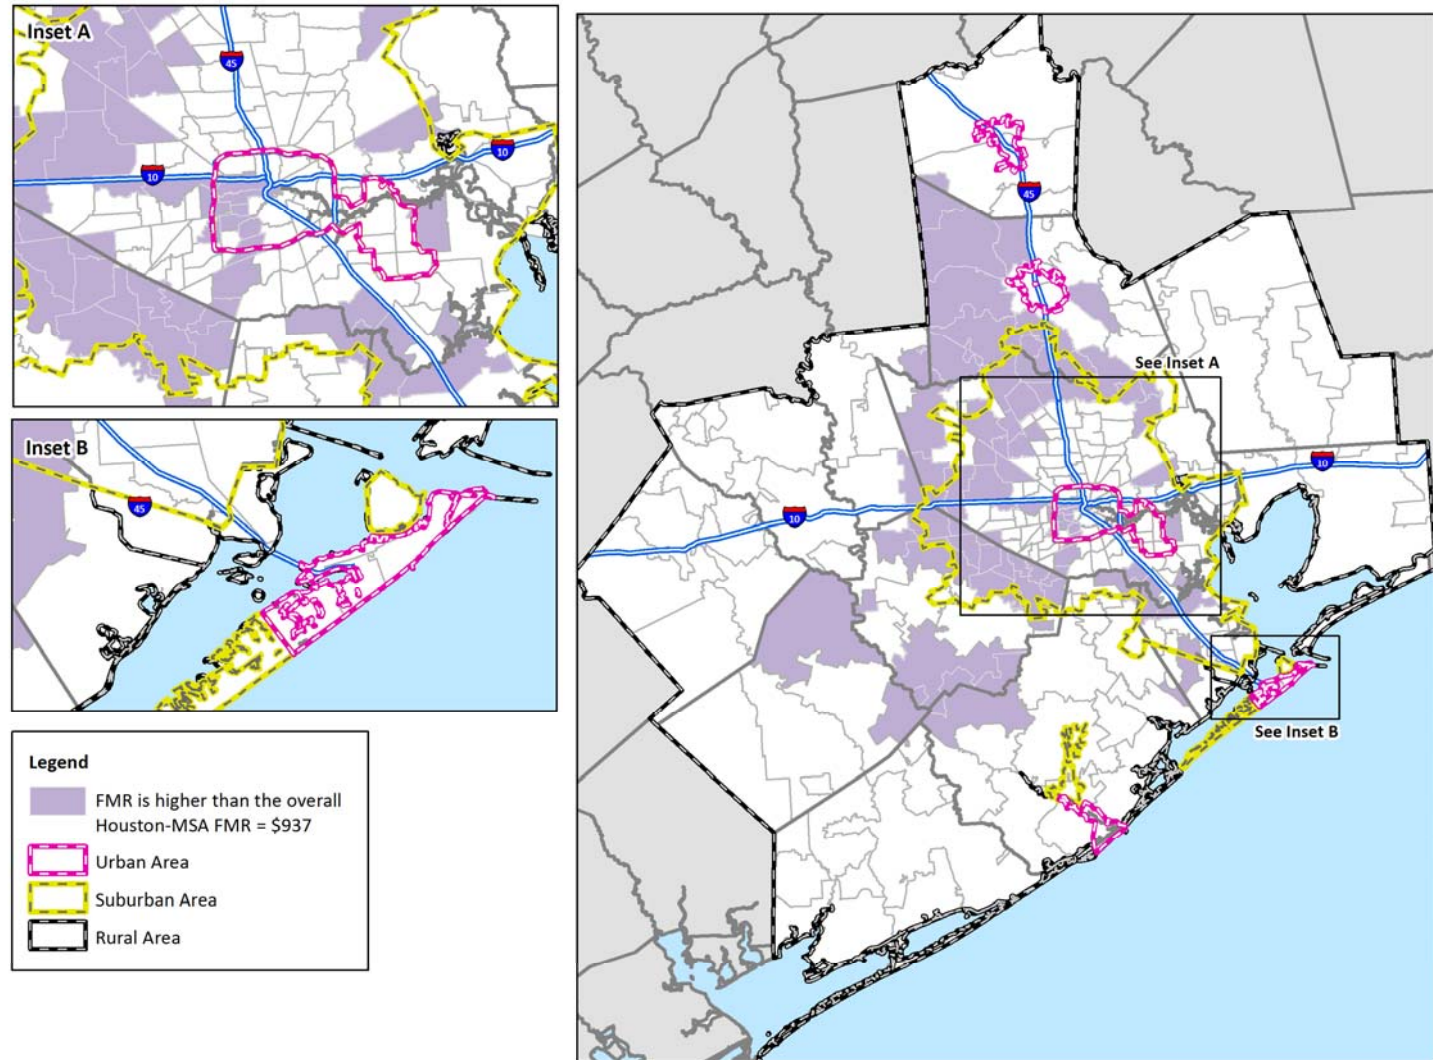 Inset A
45
10
10
Inset B
45
Legend
FMR is higher than the overall
Houston-MSA FMR = $937
Urban Area
Suburban Area
Rural Area
45
See Inset A
10
10
See Inset B